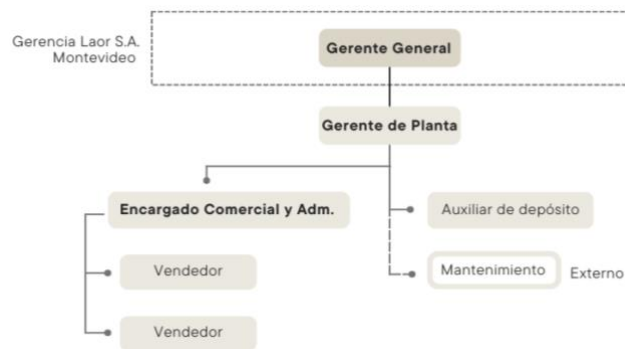 Gerencia Laor S.A.
Montevideo
Gerente General
Gerente de Planta
Encargado Comercial y Adm.
Auxiliar de depósito
Vendedor
Mantenimiento
Externo
Vendedor